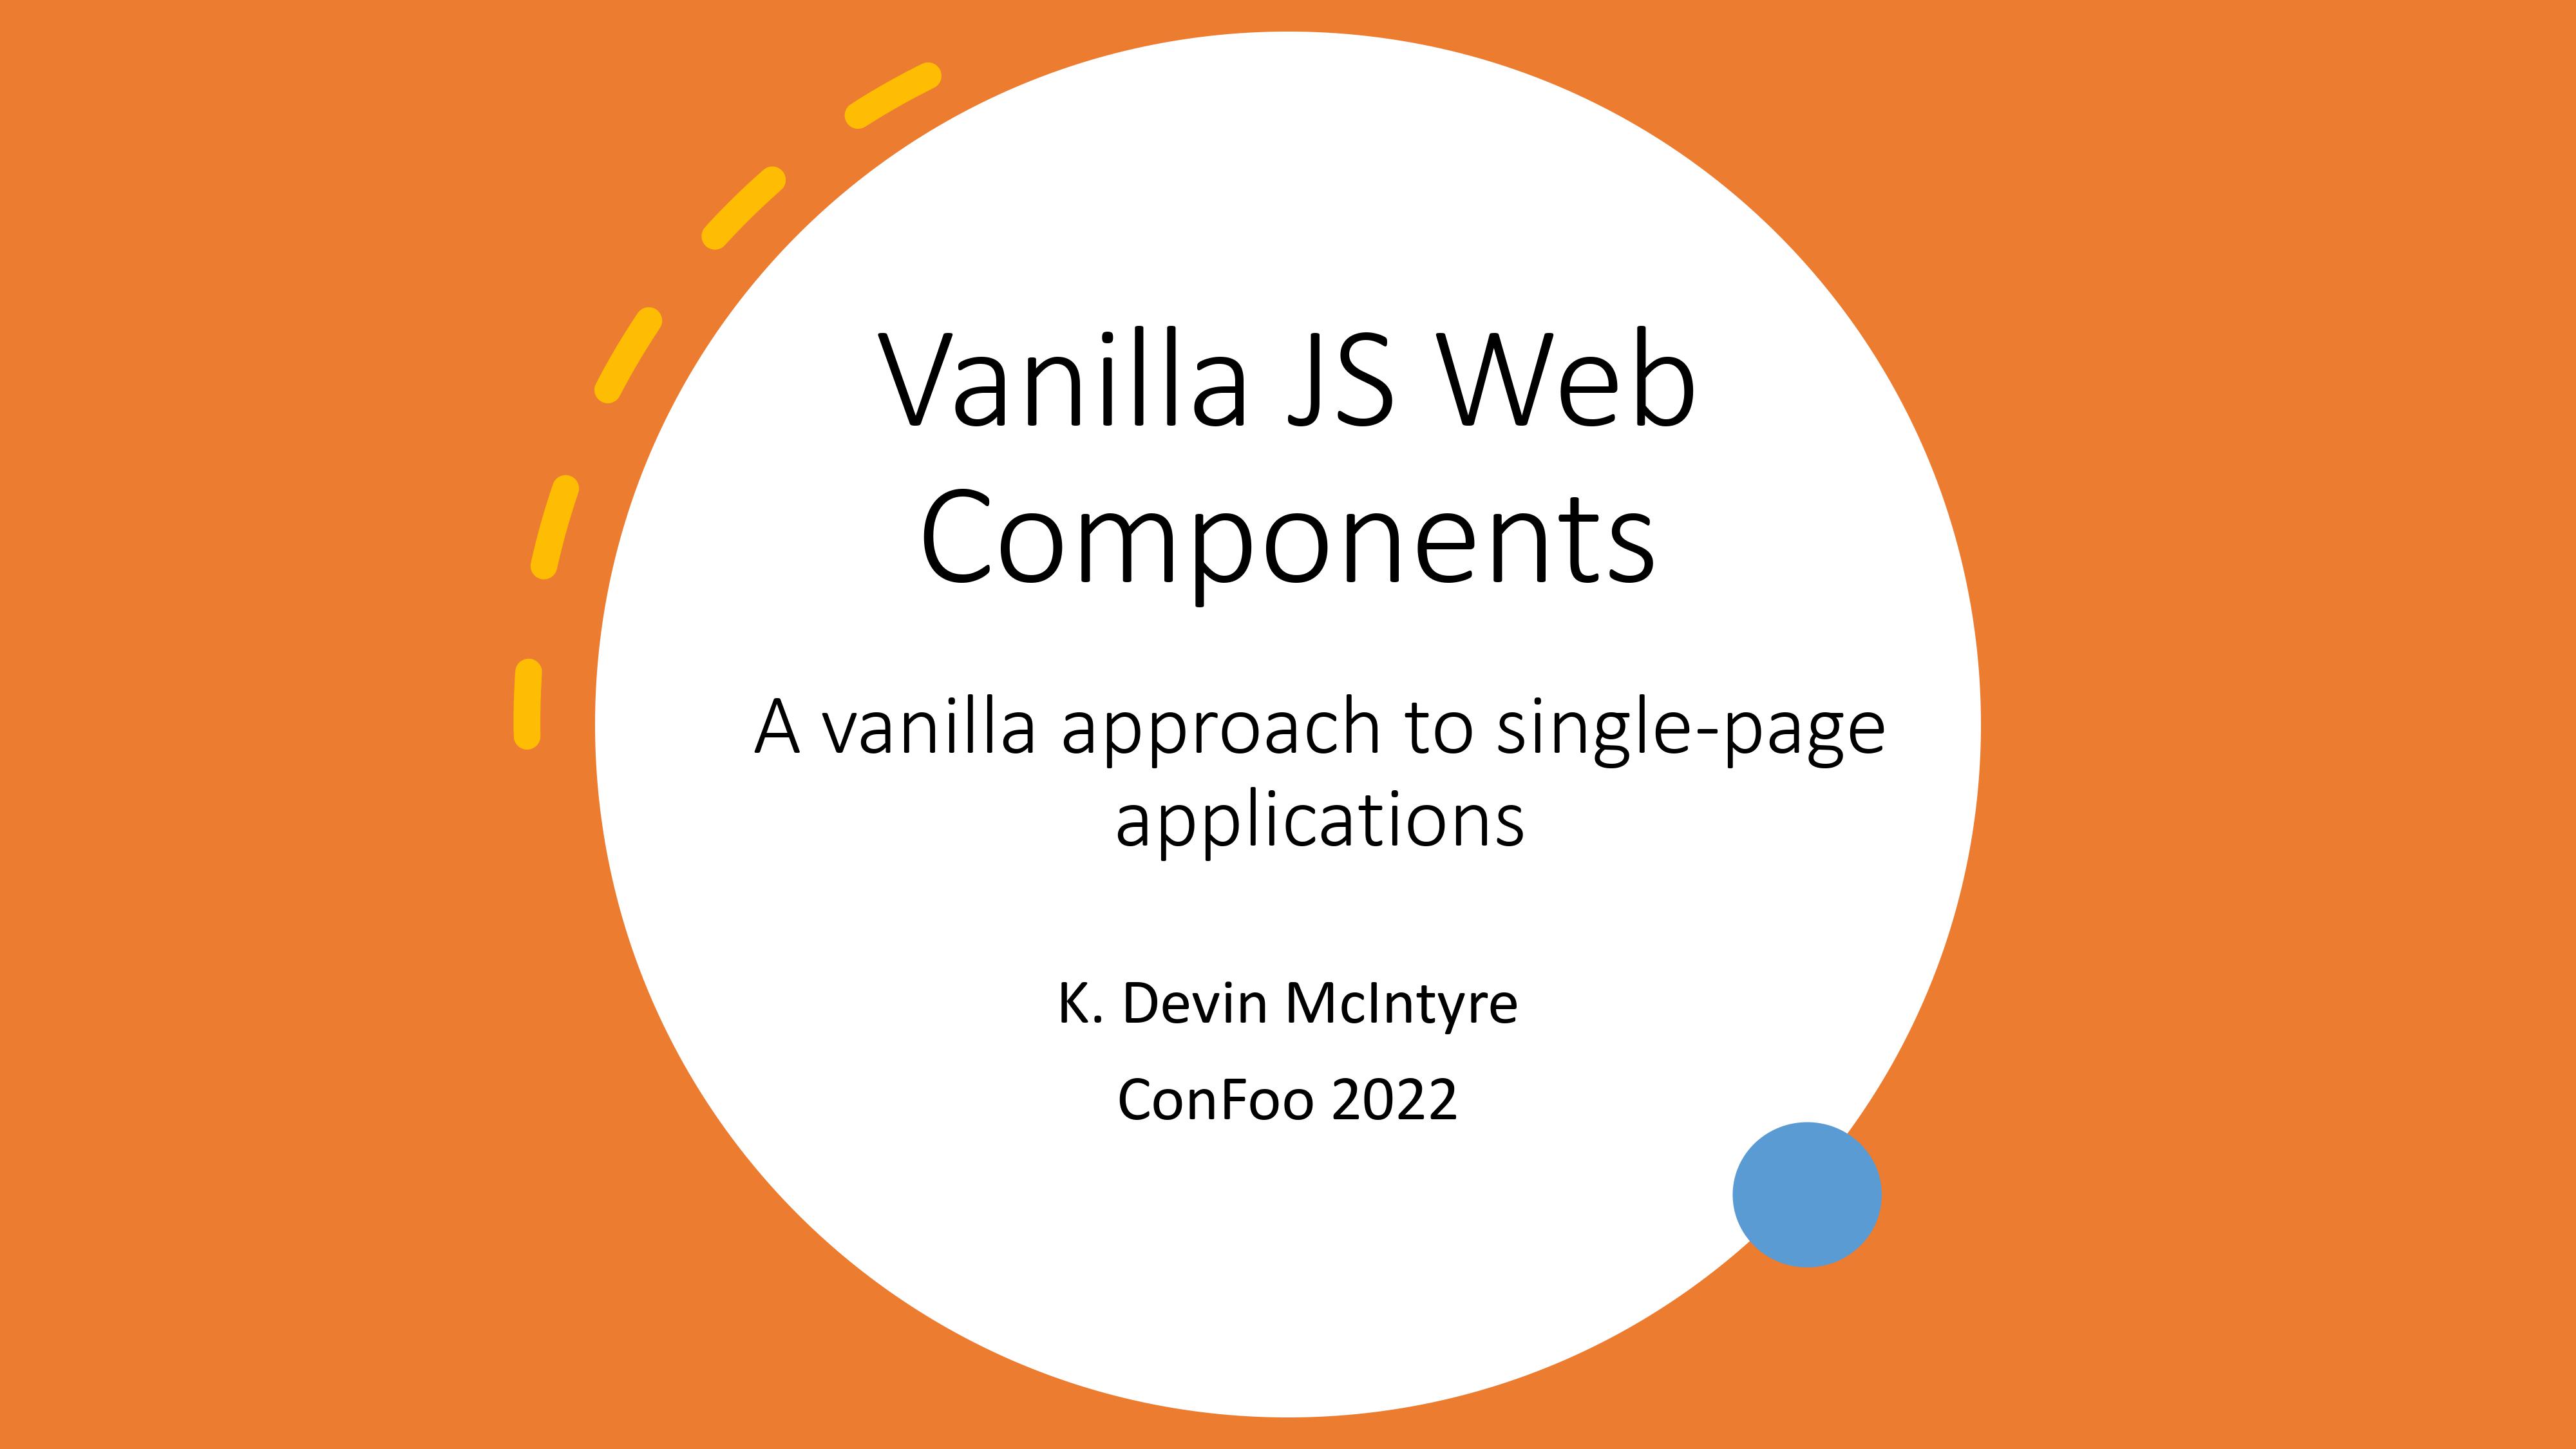 Vanilla JS Web
Components
A vanilla approach to single-page
applications
K. Devin McIntyre
ConFoo 2022